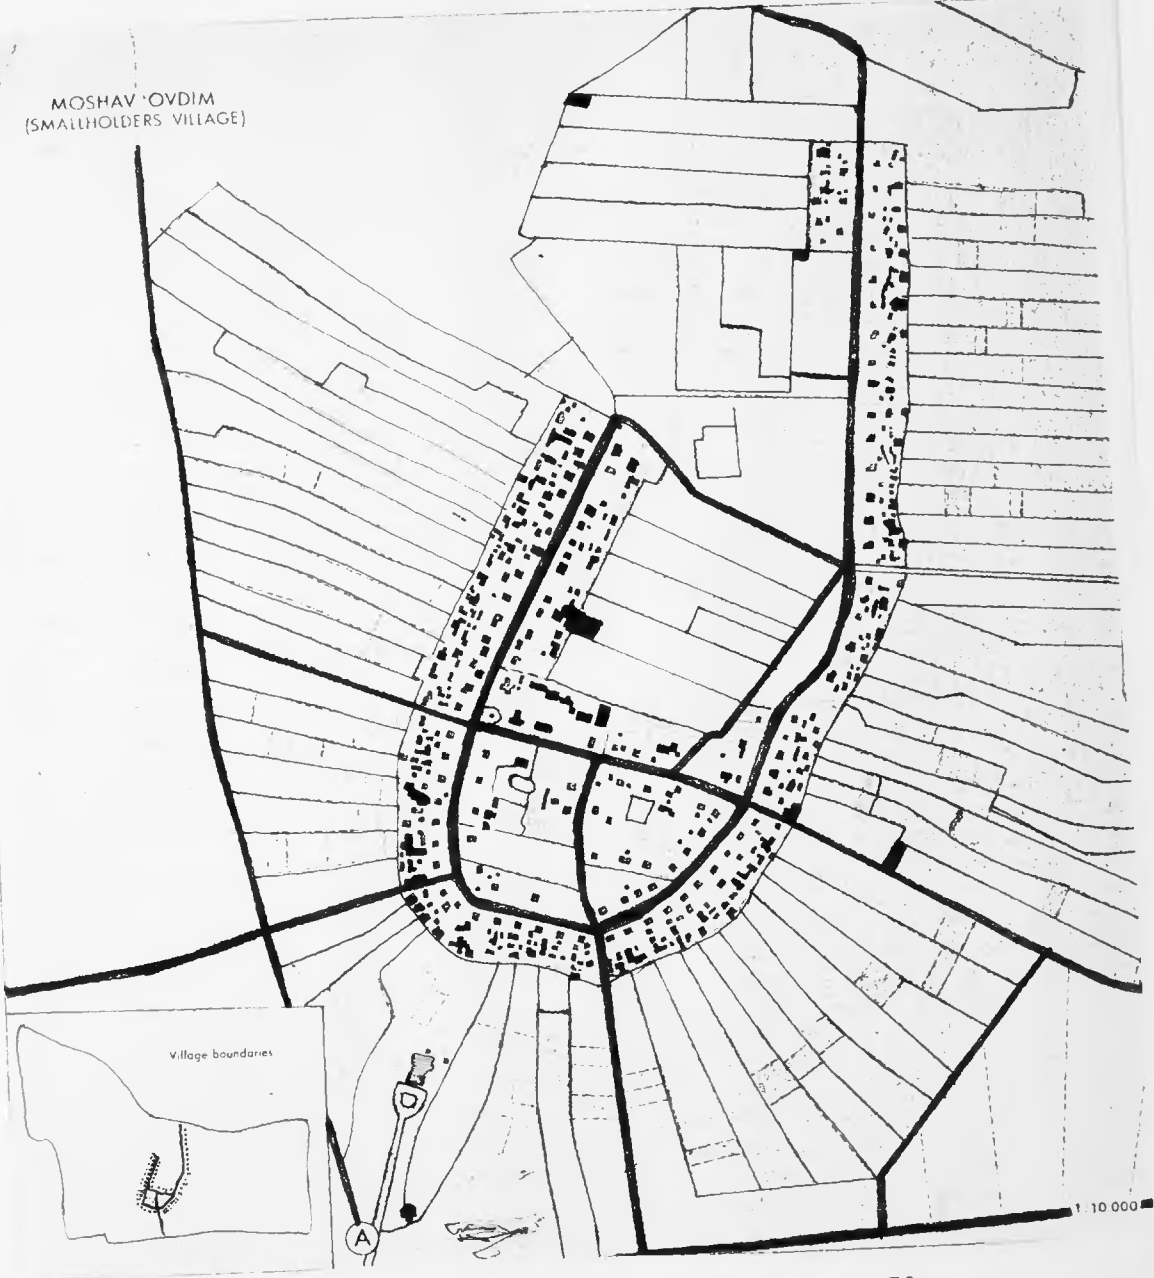 MOSHAV 'OVDIM
(SMALLHOLDERS VILLAGE)
Village boundaries
A
1:10 000